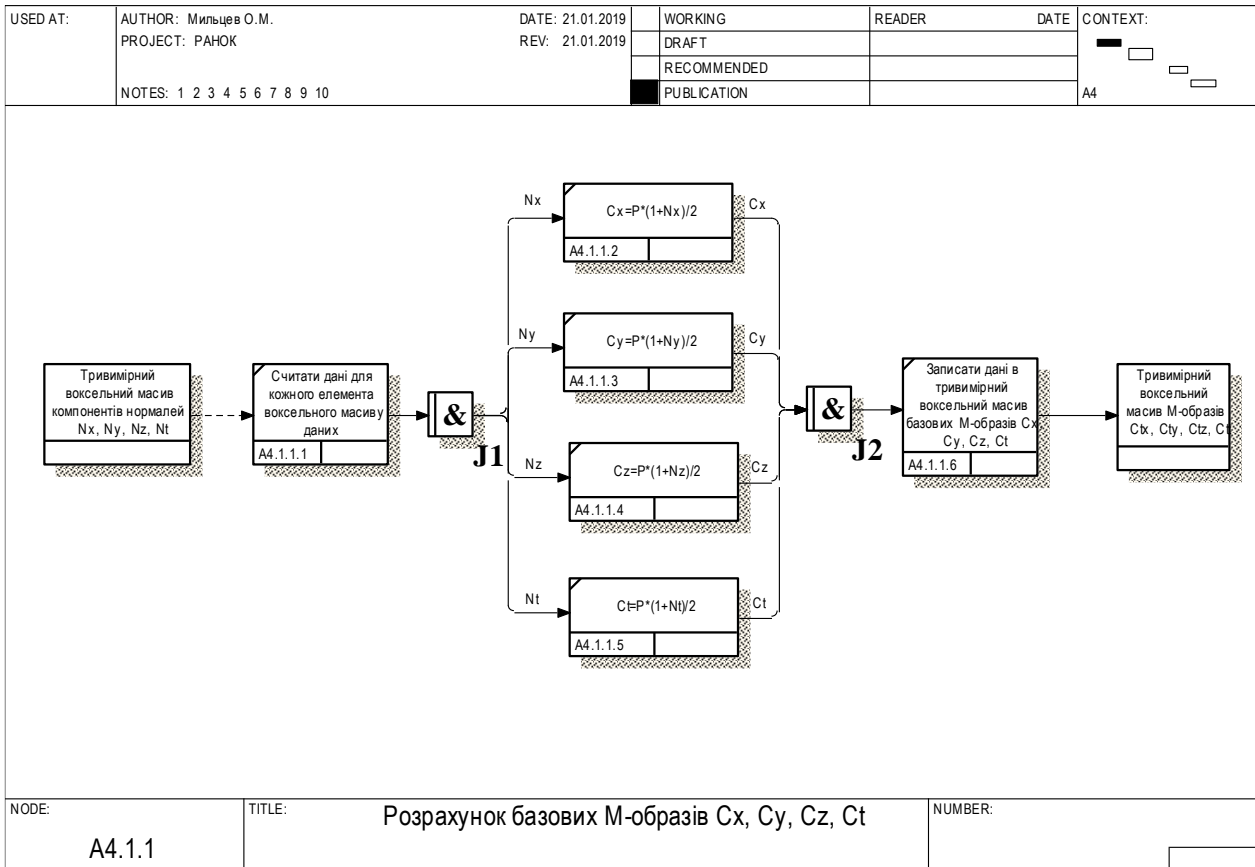 USED AT:
AUTHOR: Мильцев О.М.
DATE: 21.01.2019
WORKING
READER
DATE
CONTEXT:
PROJECT: РАНОК
REV: 21.01.2019
DRAFT
RECOMMENDED
NOTES: 1 2 3 4 5 6 7 8 9 10
PUBLICATION
A4
Nx
Cx=P*(1+Nx)/2
Cx
A4.1.1.2
Ny
Cy=P*(1+Ny)/2
Cy
A4.1.1.3
Тривимірний
воксельний масив
компонентів нормалей
Nx, Ny, Nz, Nt
Считати дані для
кожного елемента
воксельного масиву
даних
A4.1.1.1
&
J1
Nz
Cz=P*(1+Nz)/2
Cz
A4.1.1.4
Nt
Ct=P*(1+Nt)/2
Ct
A4.1.1.5
&
J2
Записати дані в
тривимірний
воксельний масив
базових М-образів Cx
Cy, Cz, Ct
A4.1.1.6
Тривимірний
воксельний
масив М-образів
Ctx, Cty, Ctz, Ct
NODE:
TITLE:
Розрахунок базових М-образів Cx, Cy, Cz, Ct
NUMBER:
A4.1.1